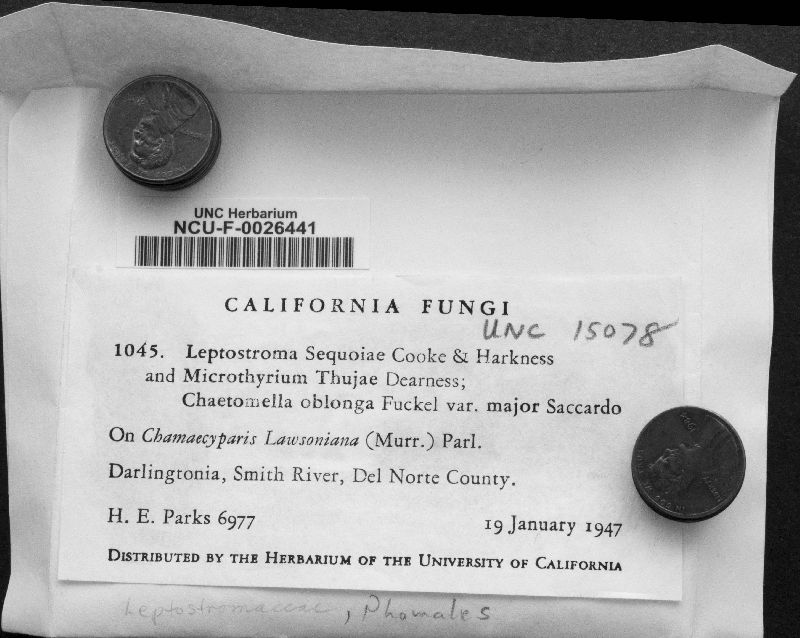 UNC Herbarium
NCU-F-0026441
CALIFORNIA FUNGI
UNC 15078
1045. Leptostroma Sequoiae Cooke & Harkness
and Microthyrium Thujae Dearness;
Chaetomella oblonga Fuckel var. major Saccardo
On Chamaecyparis Lawsoniana (Murr.) Parl.
Darlingtonia, Smith River, Del Norte County.
H. E. Parks 6977 19 January 1947
DISTRIBUTED BY THE HERBARIUM OF THE UNIVERSITY OF CALIFORNIA
Leptostromaceae, Phomales